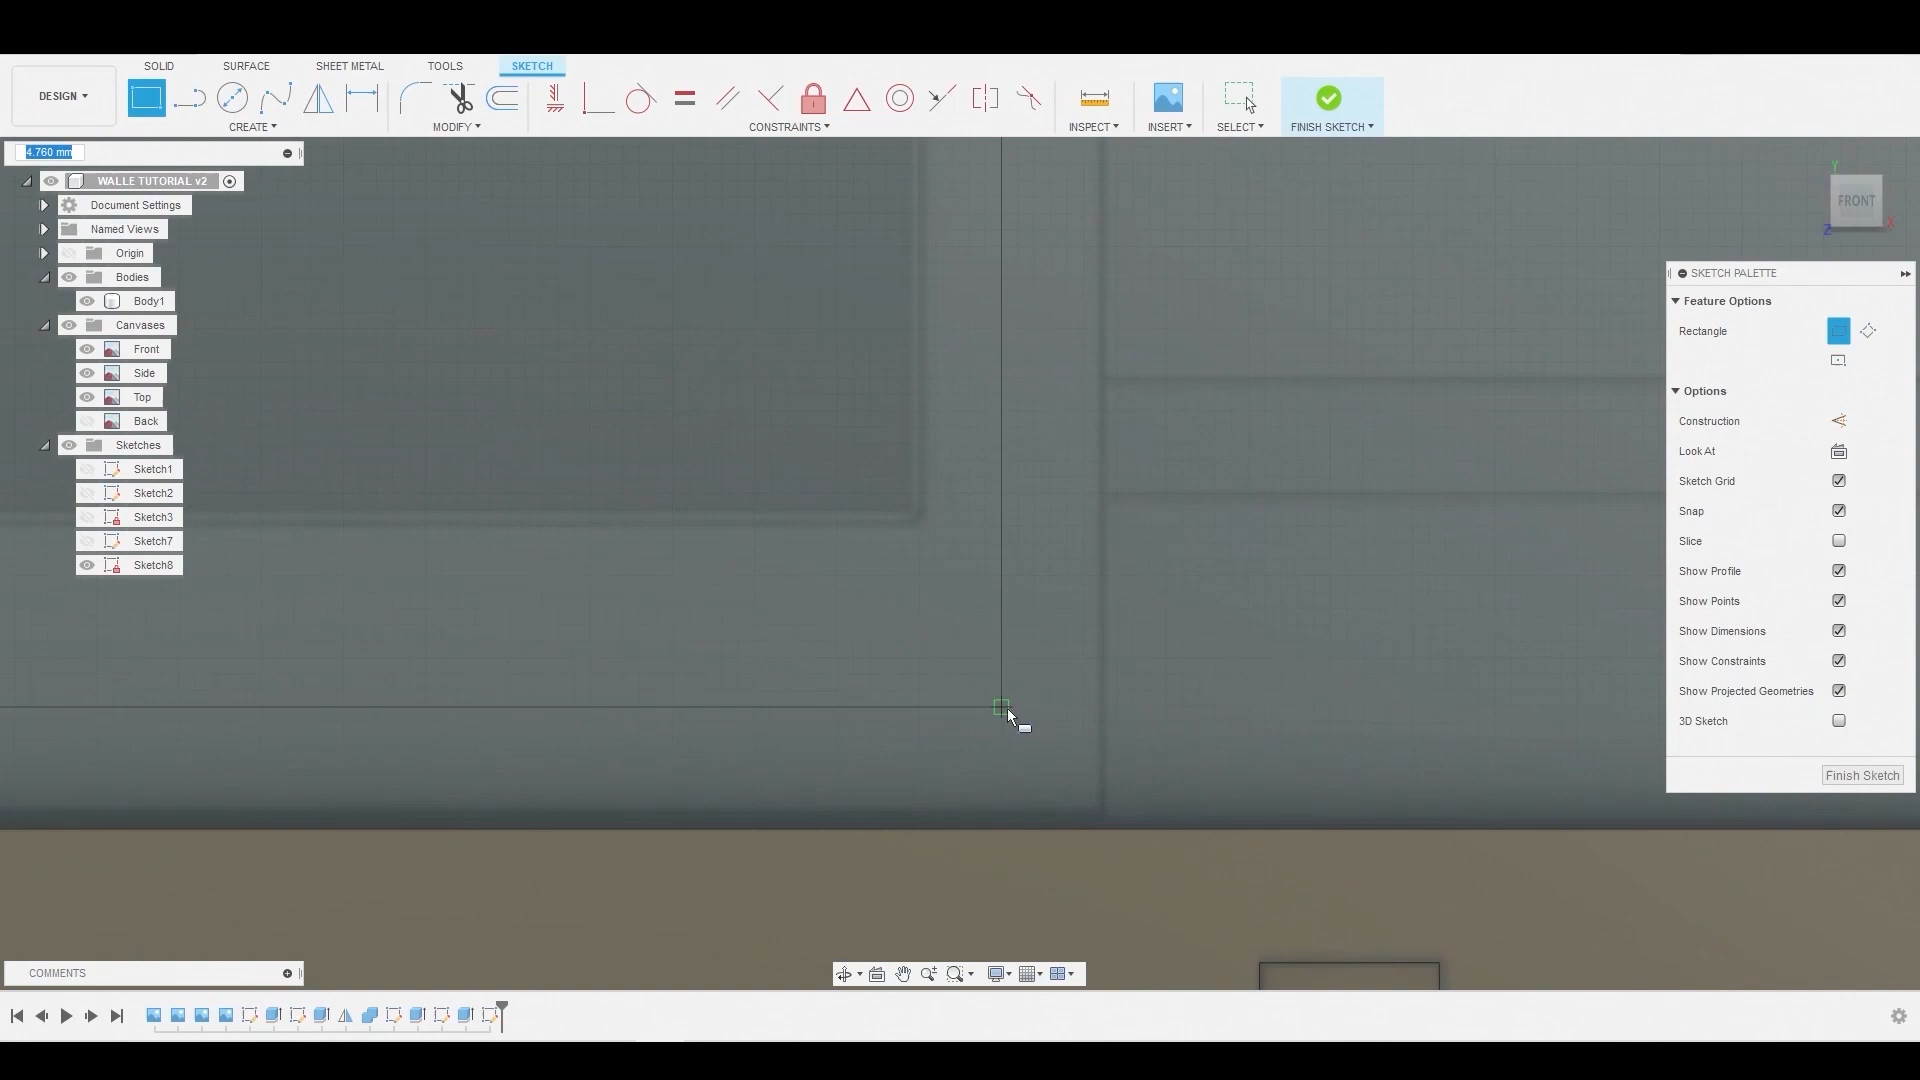 SOLID SURFACE SHEET METAL TOOLS SKETCH
DESIGN
CREATE MODIFY CONSTRAINTS INSPECT INSERT SELECT FINISH SKETCH
4.760 mm
WALLE TUTORIAL v2
Document Settings
Named Views
Origin
Bodies
Body1
Canvases
Front
Side
Top
Back
Sketches
Sketch1
Sketch2
Sketch3
Sketch7
Sketch8
Y
FRONT
X
Z
SKETCH PALETTE
Feature Options
Rectangle
Options
Construction
Look At
Sketch Grid
Snap
Slice
Show Profile
Show Points
Show Dimensions
Show Constraints
Show Projected Geometries
3D Sketch
Finish Sketch
COMMENTS